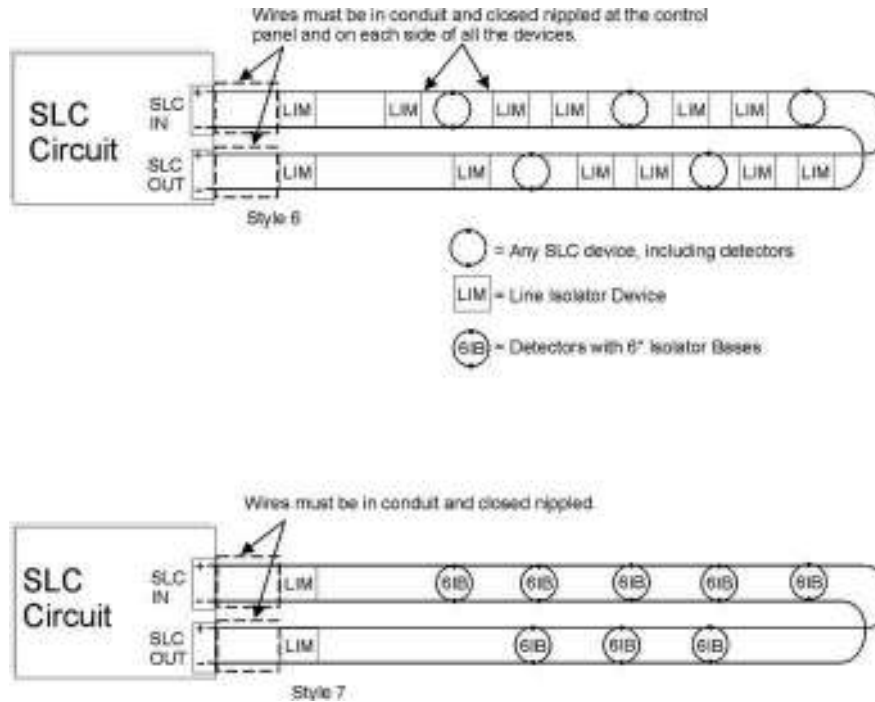 Wires must be in conduit and closed nippled at the control
panel and on each side of all the devices.
SLC
Circuit
SLC
IN
+
-
LIM LIM LIM LIM LIM LIM
SLC
OUT
+
-
LIM LIM LIM LIM LIM LIM
Style 6
= Any SLC device, including detectors
LIM = Line Isolator Device
6IB = Detectors with 6" Isolator Bases
Wires must be in conduit and closed nippled.
SLC
Circuit
SLC
IN
+
-
LIM 6IB 6IB 6IB 6IB 6IB
SLC
OUT
+
-
LIM 6IB 6IB 6IB
Style 7